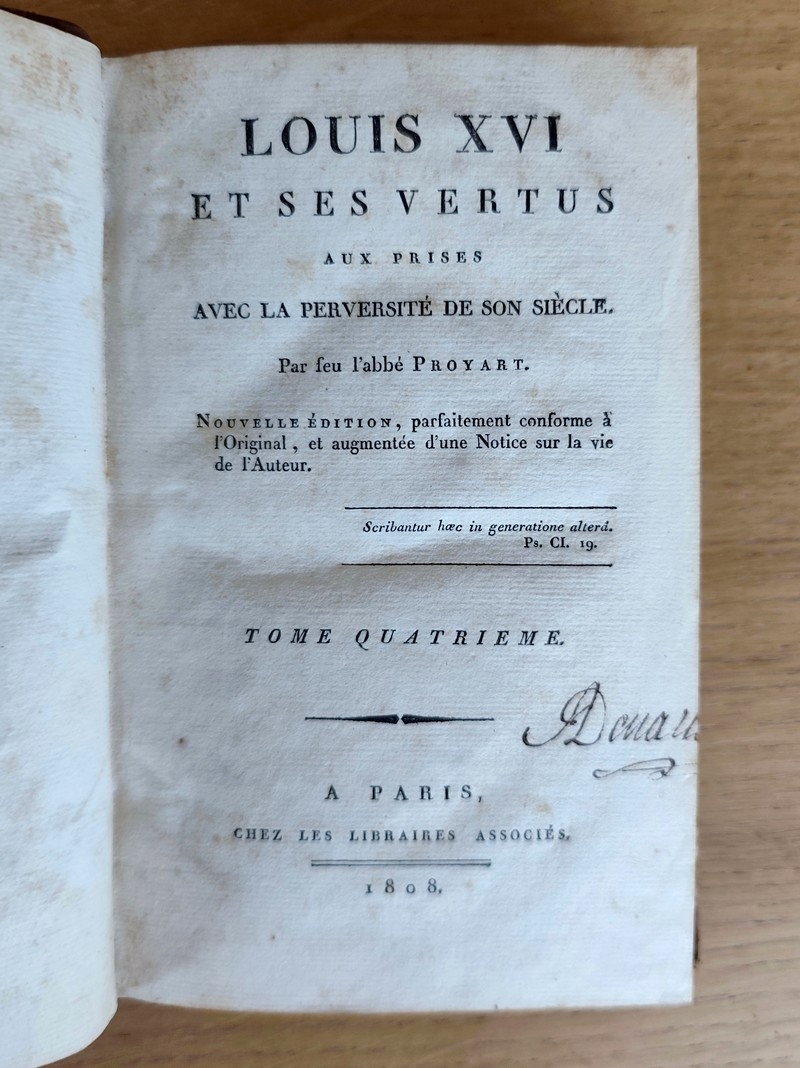 LOUIS XVI
ET SES VERTUS
AUX PRISES
AVEC LA PERVERSITÉ DE SON SIÈCLE.
Par feu l'abbé PROYART.
NOUVELLE ÉDITION, parfaitement conforme à
l'Original, et augmentée d'une Notice sur la vie
de l'Auteur.
Scribantur hæc in generatione alterâ.
Ps. CI. 19.
TOME QUATRIEME.
A PARIS,
CHEZ LES LIBRAIRES ASSOCIÉS.
1808.